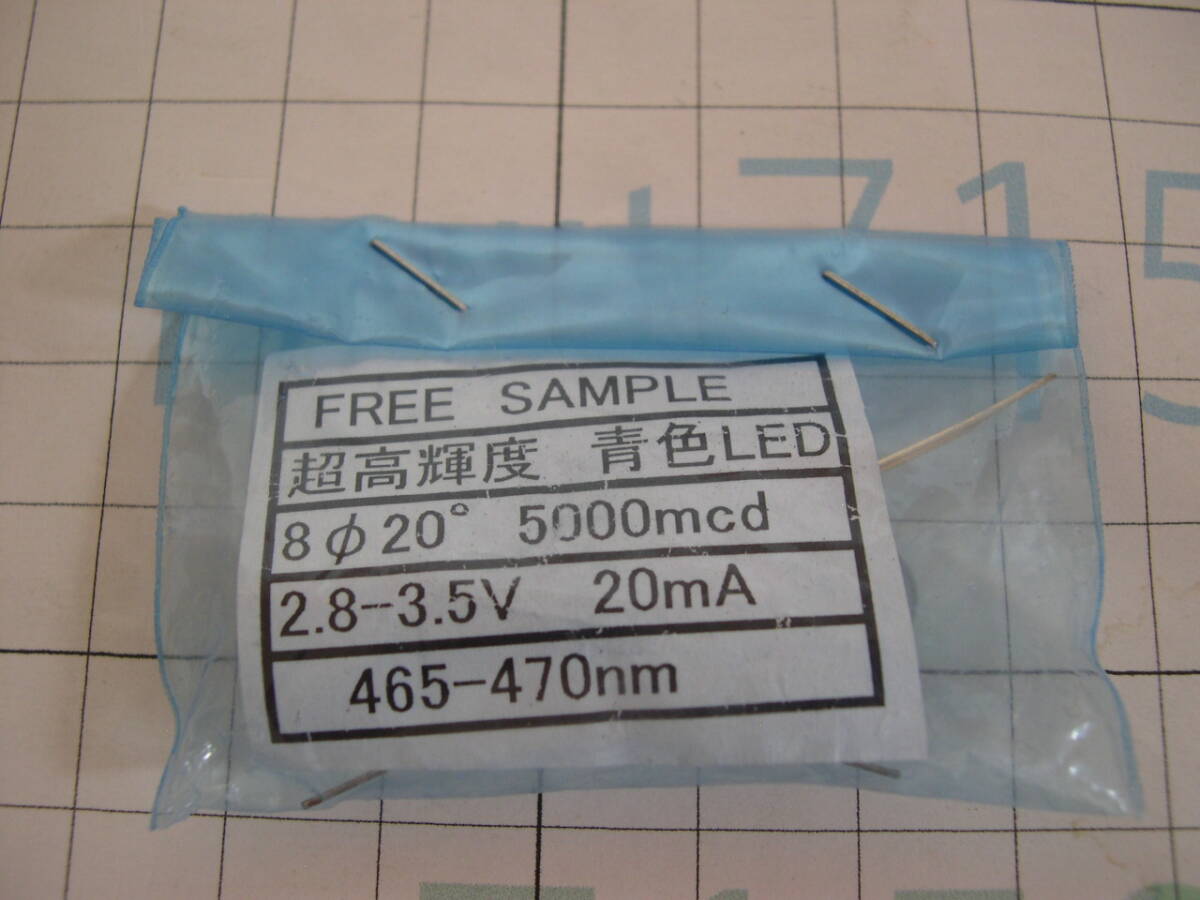 715
FREE SAMPLE
超高輝度 青色LED
8φ20° 5000mcd
2.8-3.5V 20mA
465-470nm